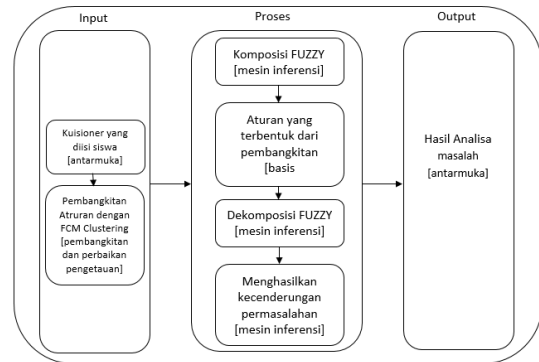 Input
Proses
Output
Kuisioner yang
diisi siswa
[antarmuka]
Pembangkitan
Atruran dengan
FCM Clustering
[pembangkitan
dan perbaikan
pengetauan]
Komposisi FUZZY
[mesin inferensi]
Aturan yang
terbentuk dari
pembangkitan
[basis
Dekomposisi FUZZY
[mesin inferensi]
Menghasilkan
kecenderungan
permasalahan
[mesin inferensi]
Hasil Analisa
masalah
[antarmuka]